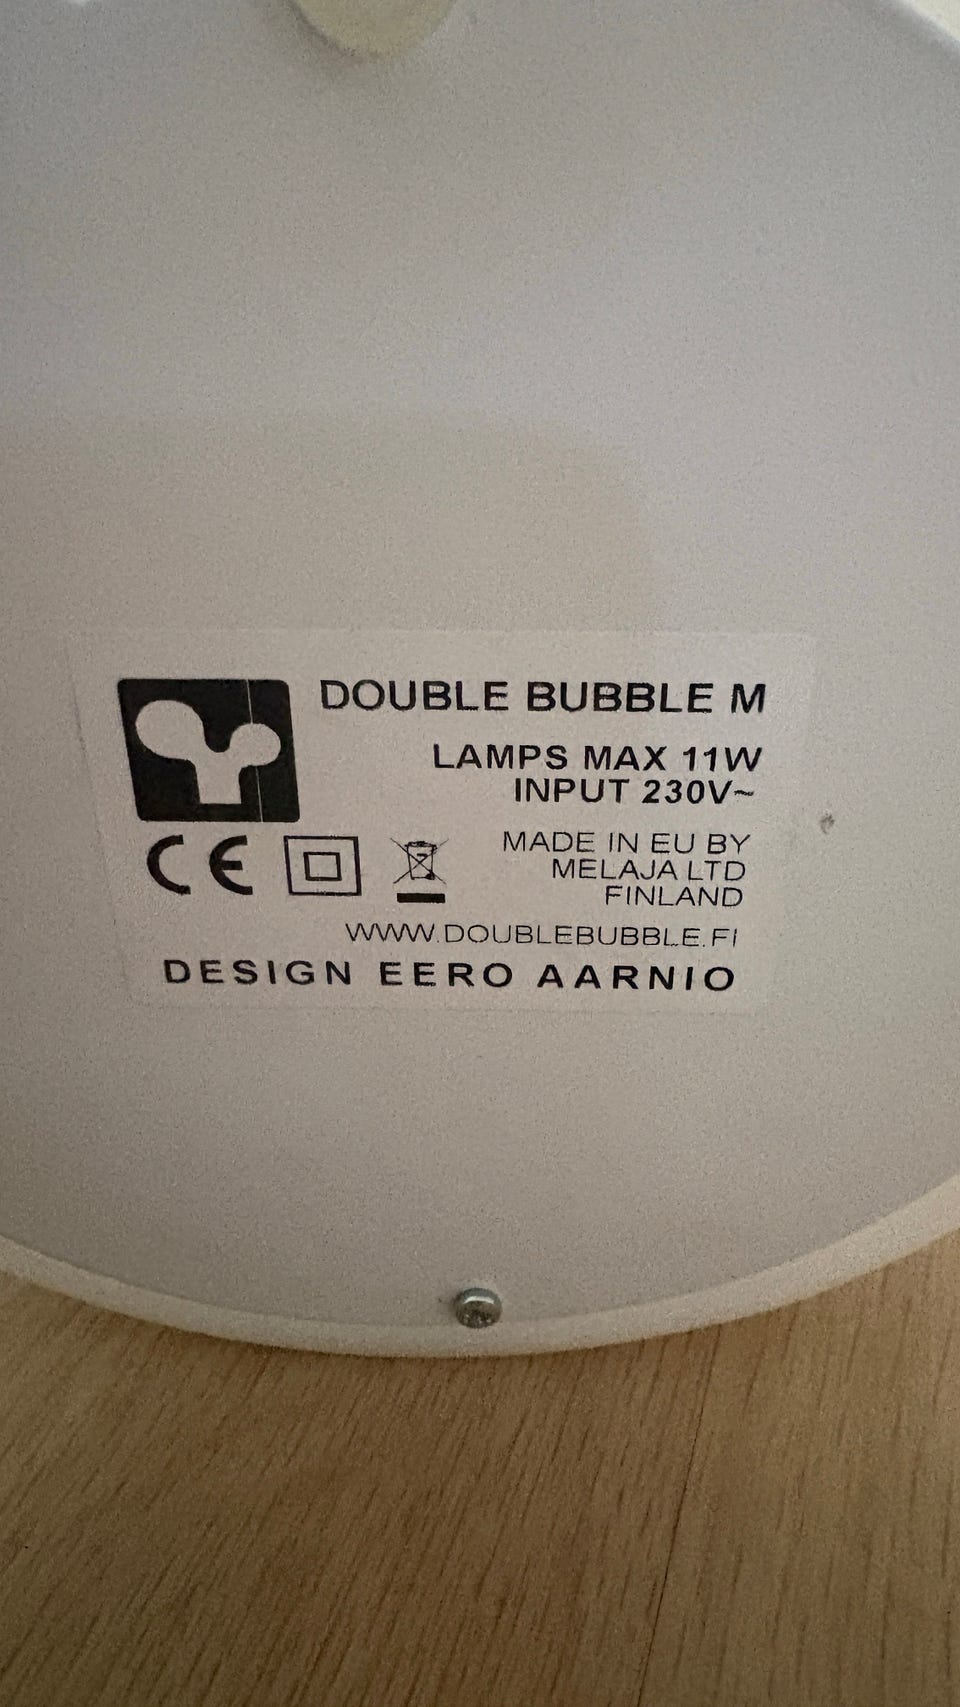 DOUBLE BUBBLE M
LAMPS MAX 11W
INPUT 230V~
CE
MADE IN EU BY
MELAJA LTD
FINLAND
WWW.DOUBLEBUBBLE.FI
DESIGN EERO AARNIO